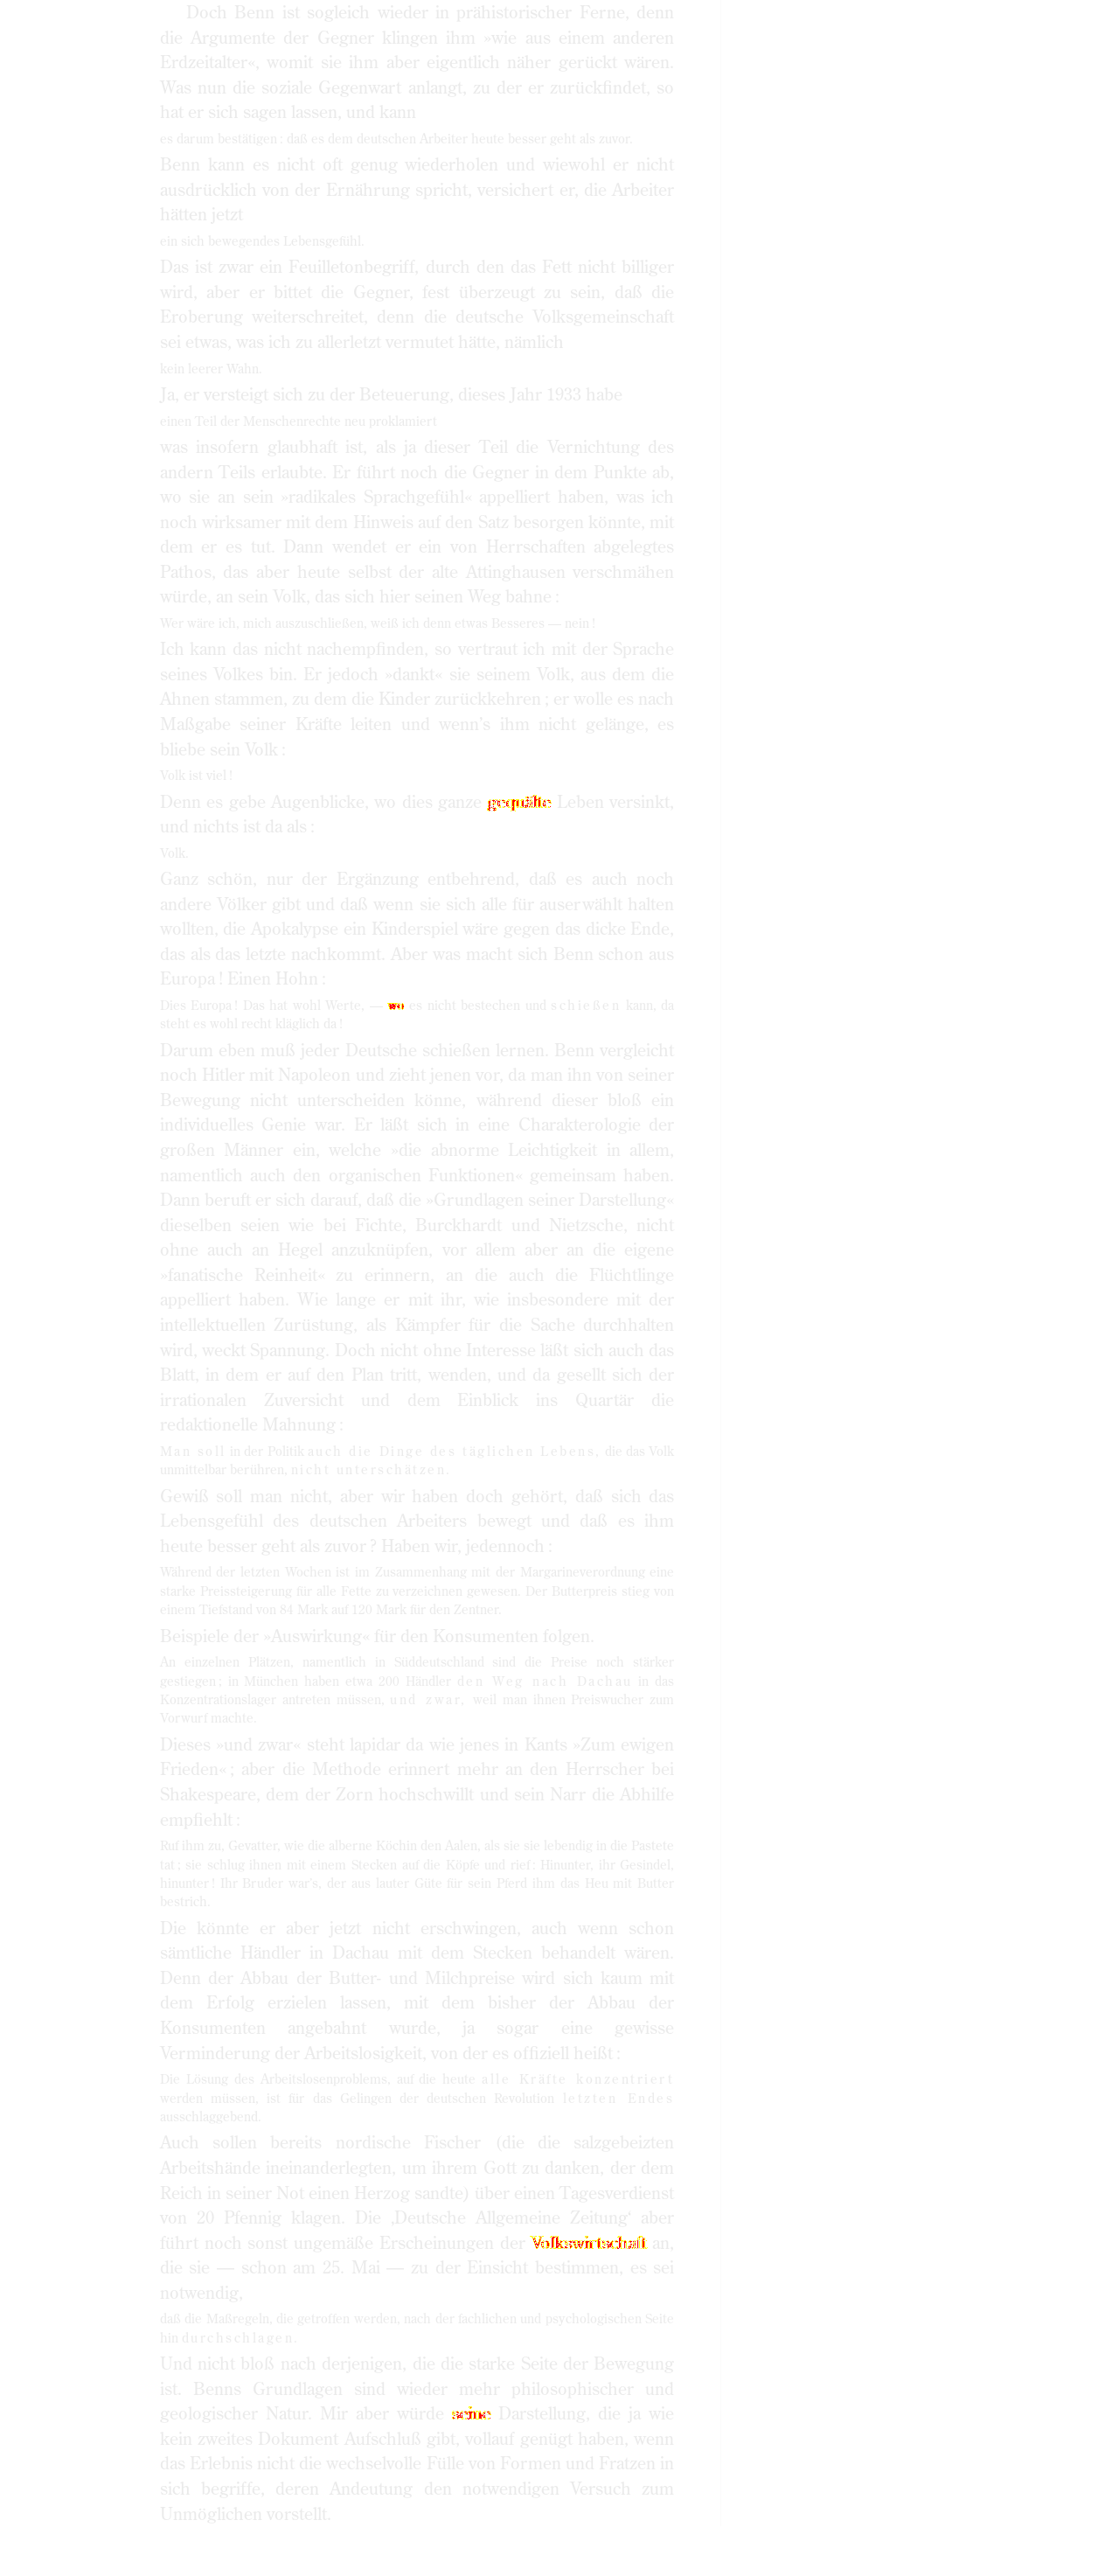 Doch Benn ist sogleich wieder in prähistorischer Ferne, denn
die Argumente der Gegner klingen ihm »wie aus einem anderen
Erdzeitalter«, womit sie ihm aber eigentlich näher gerückt wären.
Was nun die soziale Gegenwart anlangt, zu der er zurückfindet, so
hat er sich sagen lassen, und kann
es darum bestätigen : daß es dem deutschen Arbeiter heute besser geht als zuvor.
Benn kann es nicht oft genug wiederholen und wiewohl er nicht
ausdrücklich von der Ernährung spricht, versichert er, die Arbeiter
hätten jetzt
ein sich bewegendes Lebensgefühl.
Das ist zwar ein Feuilletonbegriff, durch den das Fett nicht billiger
wird, aber er bittet die Gegner, fest überzeugt zu sein, daß die
Eroberung weiterschreitet, denn die deutsche Volksgemeinschaft
sei etwas, was ich zu allerletzt vermutet hätte, nämlich
kein leerer Wahn.
Ja, er versteigt sich zu der Beteuerung, dieses Jahr 1933 habe
einen Teil der Menschenrechte neu proklamiert
was insofern glaubhaft ist, als ja dieser Teil die Vernichtung des
andern Teils erlaubte. Er führt noch die Gegner in dem Punkte ab,
wo sie an sein »radikales Sprachgefühl« appelliert haben, was ich
noch wirksamer mit dem Hinweis auf den Satz besorgen könnte, mit
dem er es tut. Dann wendet er ein von Herrschaften abgelegtes
Pathos, das aber heute selbst der alte Attinghausen verschmähen
würde, an sein Volk, das sich hier seinen Weg bahne :
Wer wäre ich, mich auszuschließen, weiß ich denn etwas Besseres — nein !
Ich kann das nicht nachempfinden, so vertraut ich mit der Sprache
seines Volkes bin. Er jedoch »dankt« sie seinem Volk, aus dem die
Ahnen stammen, zu dem die Kinder zurückkehren ; er wolle es nach
Maßgabe seiner Kräfte leiten und wenn's ihm nicht gelänge, es
bliebe sein Volk :
Volk ist viel !
Denn es gebe Augenblicke, wo dies ganze gequälte Leben versinkt,
und nichts ist da als :
Volk.
Ganz schön, nur der Ergänzung entbehrend, daß es auch noch
andere Völker gibt und daß wenn sie sich alle für auserwählt halten
wollten, die Apokalypse ein Kinderspiel wäre gegen das dicke Ende,
das als das letzte nachkommt. Aber was macht sich Benn schon aus
Europa ! Einen Hohn :
Dies Europa ! Das hat wohl Werte, — wo es nicht bestechen und schießen kann, da
steht es wohl recht kläglich da !
Darum eben muß jeder Deutsche schießen lernen. Benn vergleicht
noch Hitler mit Napoleon und zieht jenen vor, da man ihn von seiner
Bewegung nicht unterscheiden könne, während dieser bloß ein
individuelles Genie war. Er läßt sich in eine Charakterologie der
großen Männer ein, welche »die abnorme Leichtigkeit in allem,
namentlich auch den organischen Funktionen« gemeinsam haben.
Dann beruft er sich darauf, daß die »Grundlagen seiner Darstellung«
dieselben seien wie bei Fichte, Burckhardt und Nietzsche, nicht
ohne auch an Hegel anzuknüpfen, vor allem aber an die eigene
»fanatische Reinheit« zu erinnern, an die auch die Flüchtlinge
appelliert haben. Wie lange er mit ihr, wie insbesondere mit der
intellektuellen Zurüstung, als Kämpfer für die Sache durchhalten
wird, weckt Spannung. Doch nicht ohne Interesse läßt sich auch das
Blatt, in dem er auf den Plan tritt, wenden, und da gesellt sich der
irrationalen Zuversicht und dem Einblick ins Quartär die
redaktionelle Mahnung :
Man soll in der Politik auch die Dinge des täglichen Lebens, die das Volk
unmittelbar berühren, nicht unterschätzen.
Gewiß soll man nicht, aber wir haben doch gehört, daß sich das
Lebensgefühl des deutschen Arbeiters bewegt und daß es ihm
heute besser geht als zuvor ? Haben wir, jedennoch :
Während der letzten Wochen ist im Zusammenhang mit der Margarineverordnung eine
starke Preissteigerung für alle Fette zu verzeichnen gewesen. Der Butterpreis stieg von
einem Tiefstand von 84 Mark auf 120 Mark für den Zentner.
Beispiele der »Auswirkung« für den Konsumenten folgen.
An einzelnen Plätzen, namentlich in Süddeutschland sind die Preise noch stärker
gestiegen ; in München haben etwa 200 Händler den Weg nach Dachau in das
Konzentrationslager antreten müssen, und zwar, weil man ihnen Preiswucher zum
Vorwurf machte.
Dieses »und zwar« steht lapidar da wie jenes in Kants »Zum ewigen
Frieden« ; aber die Methode erinnert mehr an den Herrscher bei
Shakespeare, dem der Zorn hochschwillt und sein Narr die Abhilfe
empfiehlt :
Ruf ihm zu, Gevatter, wie die alberne Köchin den Aalen, als sie sie lebendig in die Pastete
tat ; sie schlug ihnen mit einem Stecken auf die Köpfe und rief : Hinunter, ihr Gesindel,
hinunter ! Ihr Bruder war's, der aus lauter Güte für sein Pferd ihm das Heu mit Butter
bestrich.
Die könnte er aber jetzt nicht erschwingen, auch wenn schon
sämtliche Händler in Dachau mit dem Stecken behandelt wären.
Denn der Abbau der Butter- und Milchpreise wird sich kaum mit
dem Erfolg erzielen lassen, mit dem bisher der Abbau der
Konsumenten angebahnt wurde, ja sogar eine gewisse
Verminderung der Arbeitslosigkeit, von der es offiziell heißt :
Die Lösung des Arbeitslosenproblems, auf die heute alle Kräfte konzentriert
werden müssen, ist für das Gelingen der deutschen Revolution letzten Endes
ausschlaggebend.
Auch sollen bereits nordische Fischer (die die salzgebeizten
Arbeitshände ineinanderlegten, um ihrem Gott zu danken, der dem
Reich in seiner Not einen Herzog sandte) über einen Tagesverdienst
von 20 Pfennig klagen. Die ‚Deutsche Allgemeine Zeitung‘ aber
führt noch sonst ungemäße Erscheinungen der Volkswirtschaft an,
die sie — schon am 25. Mai — zu der Einsicht bestimmen, es sei
notwendig,
daß die Maßregeln, die getroffen werden, nach der fachlichen und psychologischen Seite
hin durchschlagen.
Und nicht bloß nach derjenigen, die die starke Seite der Bewegung
ist. Benns Grundlagen sind wieder mehr philosophischer und
geologischer Natur. Mir aber würde seine Darstellung, die ja wie
kein zweites Dokument Aufschluß gibt, vollauf genügt haben, wenn
das Erlebnis nicht die wechselvolle Fülle von Formen und Fratzen in
sich begriffe, deren Andeutung den notwendigen Versuch zum
Unmöglichen vorstellt.